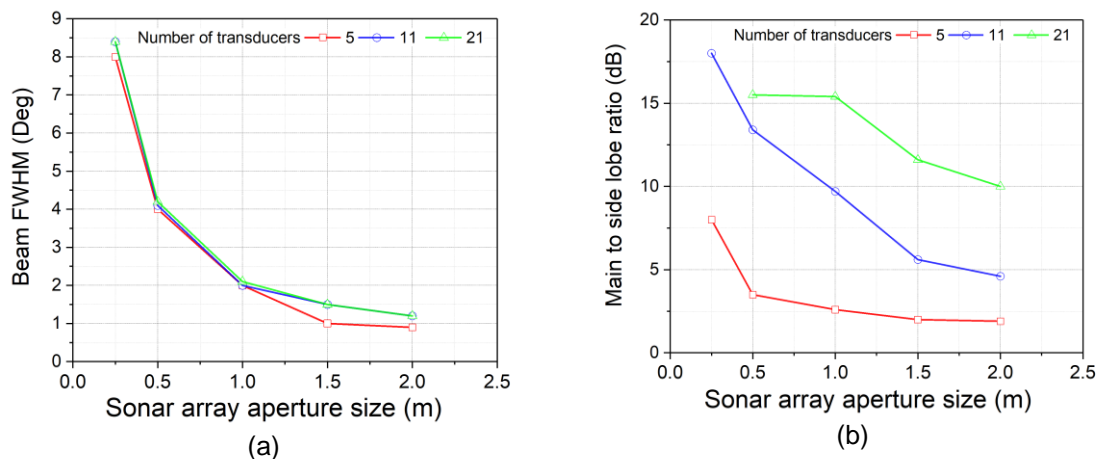 Number of transducers 5 11 21
Beam FWHM (Deg)
9
8
7
6
5
4
3
2
1
0
0.0 0.5 1.0 1.5 2.0 2.5
Sonar array aperture size (m)
(a)
Number of transducers 5 11 21
Main to side lobe ratio (dB)
20
15
10
5
0
0.0 0.5 1.0 1.5 2.0 2.5
Sonar array aperture size (m)
(b)